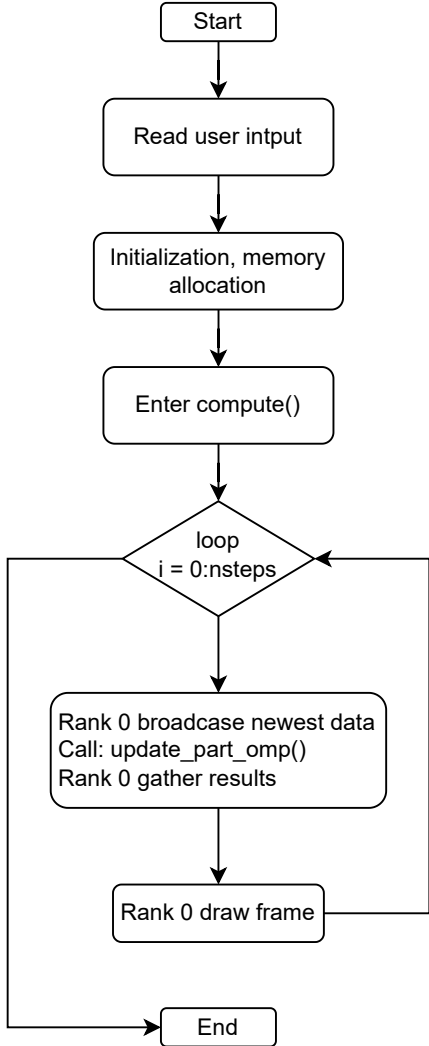 Start
Read user intput
Initialization, memory
allocation
Enter compute()
loop
i = 0:nsteps
Rank 0 broadcase newest data
Call: update_part_omp()
Rank 0 gather results
Rank 0 draw frame
End